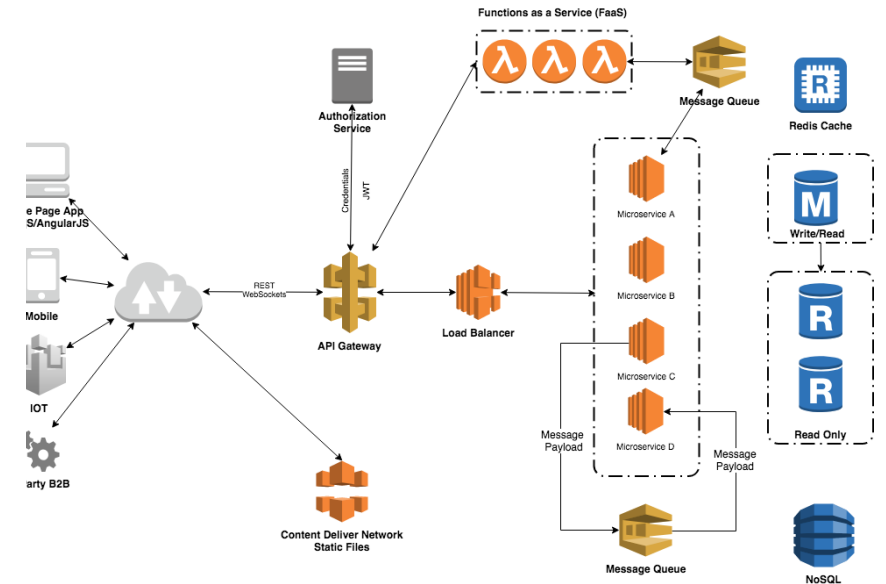 Functions as a Service (FaaS)
Authorization
Service
Message Queue
R
Redis Cache
Credentials
JWT
e Page App
S/AngularJS
Microservice A
M
Write/Read
Mobile
REST
WebSockets
API Gateway
Load Balancer
Microservice B
R
IOT
Microservice C
R
Message
Payload
Microservice D
Read Only
Message
Payload
arty B2B
Content Deliver Network
Static Files
Message Queue
NoSQL